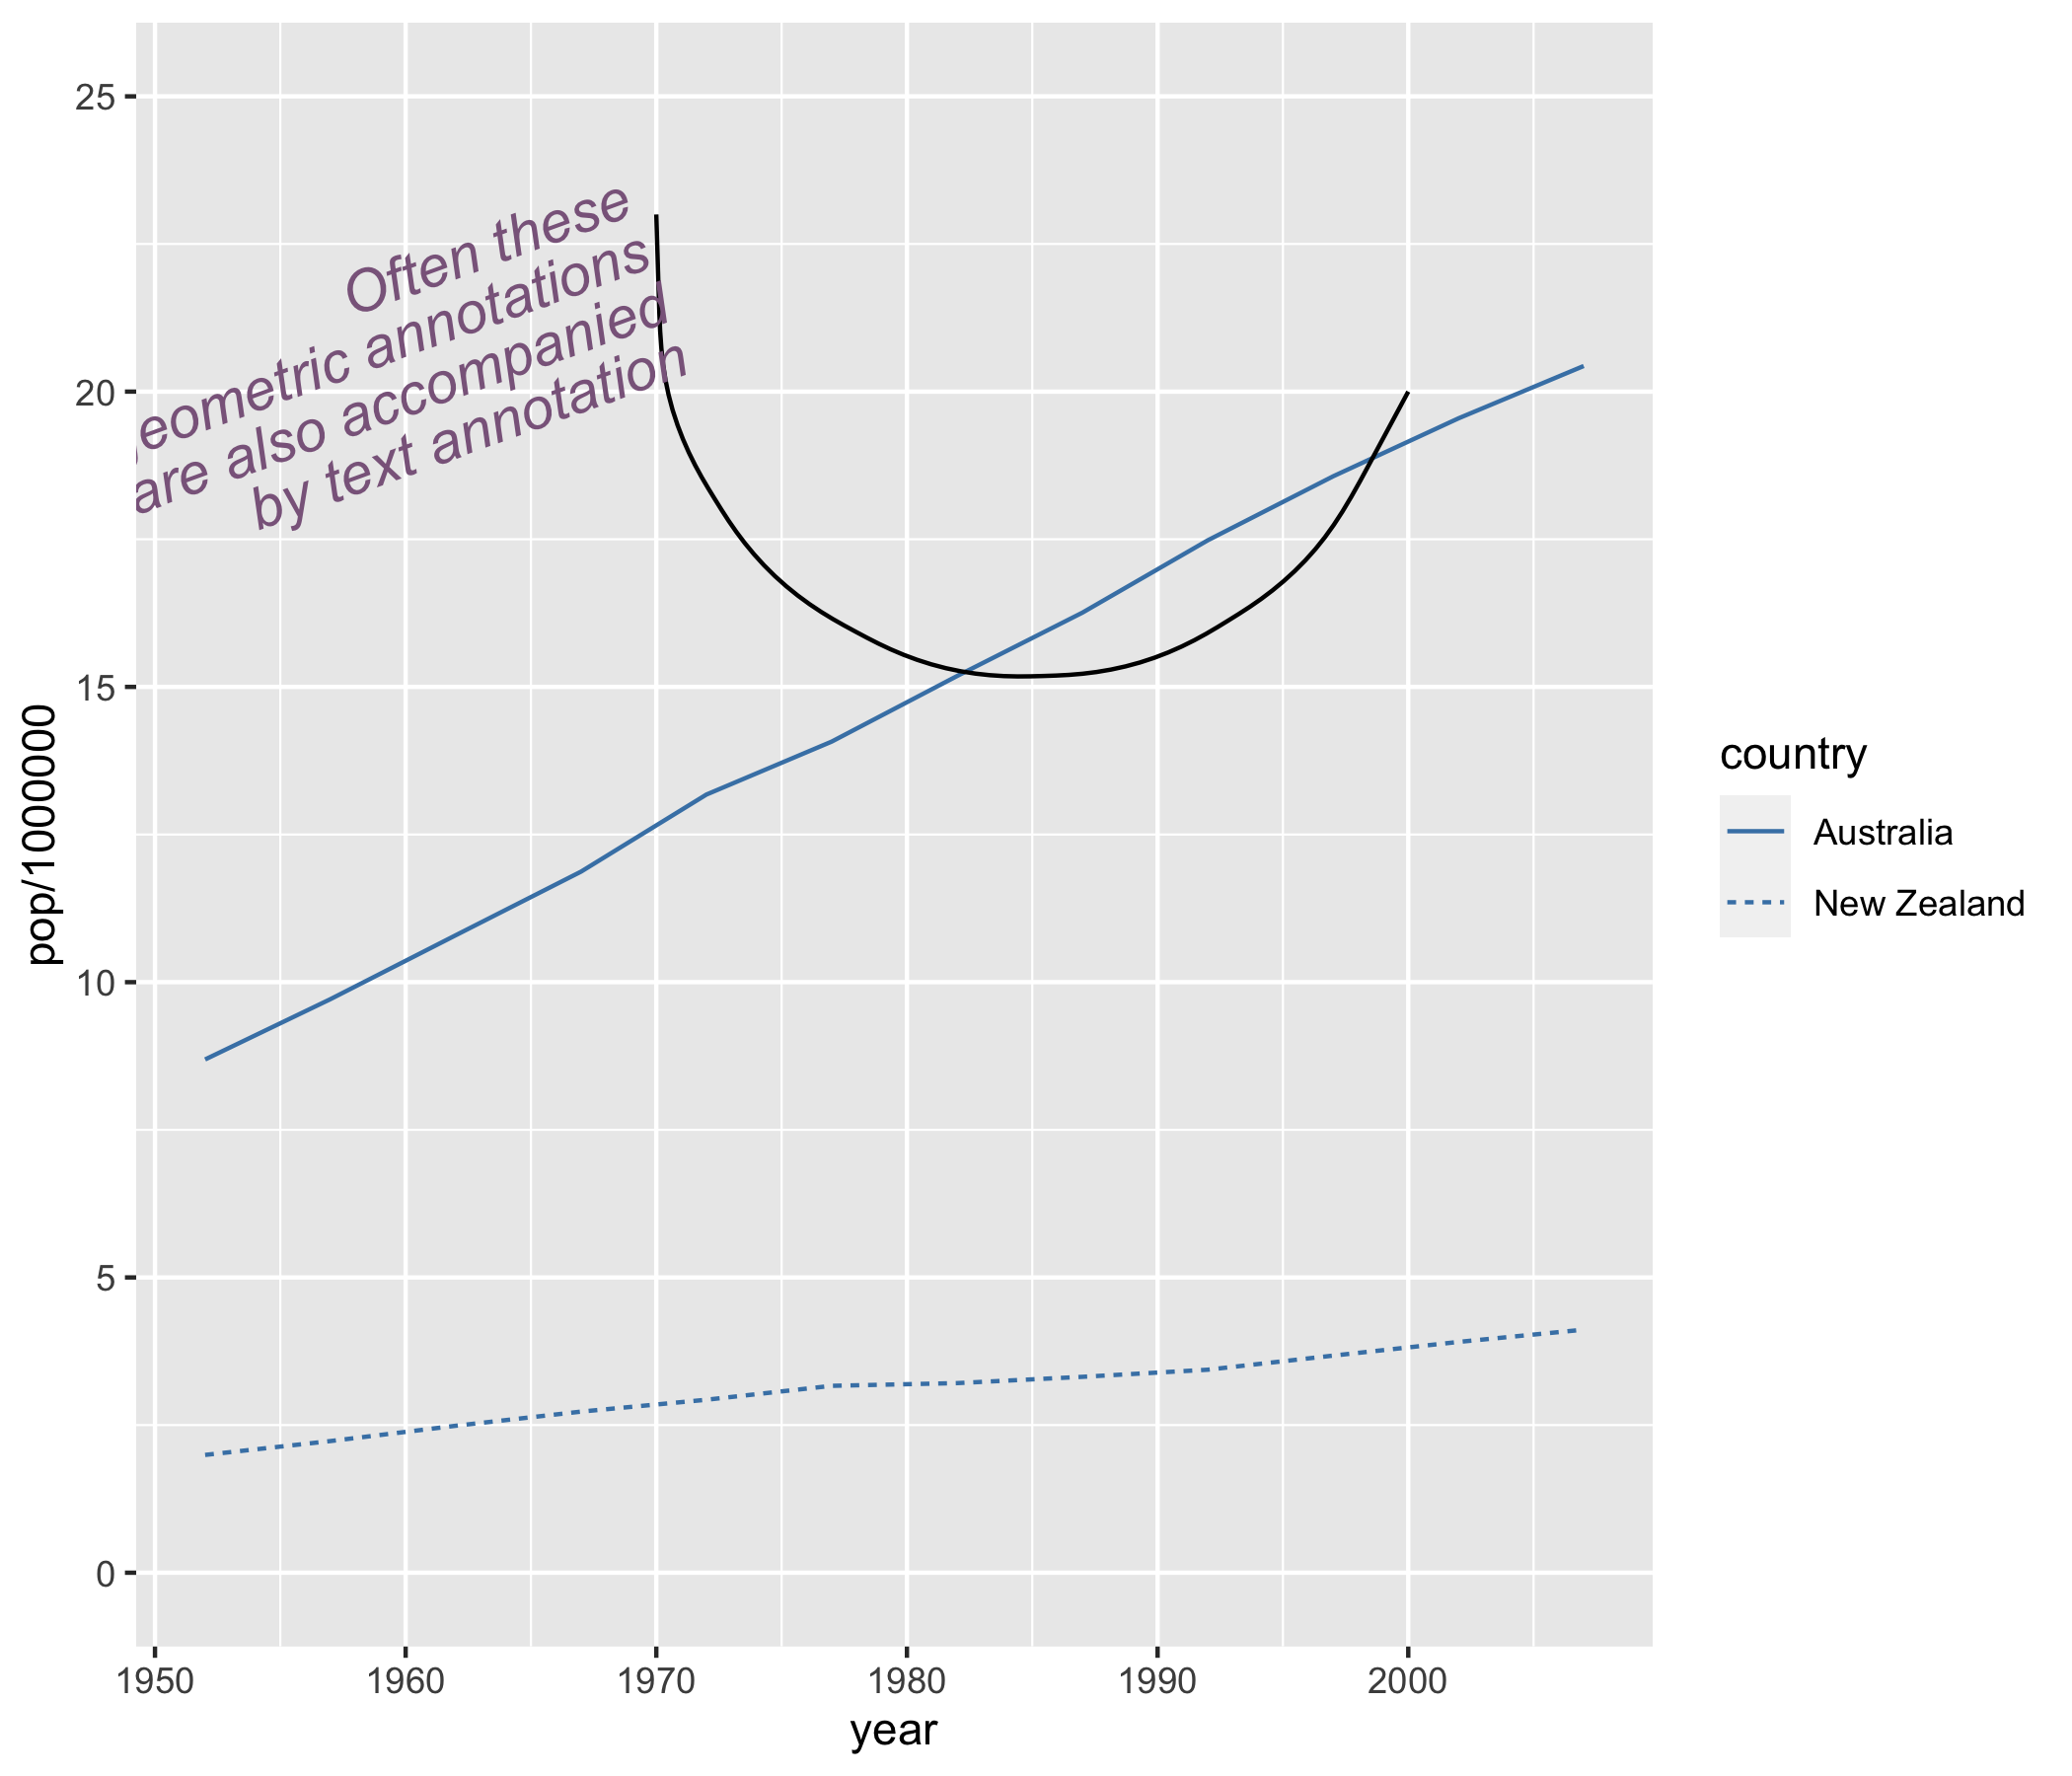 25
20
15
10
5
0
1950 1960 1970 1980 1990 2000
year
pop/1000000
Often these
eometric annotations
are also accompanied
by text annotation
country
Australia
New Zealand